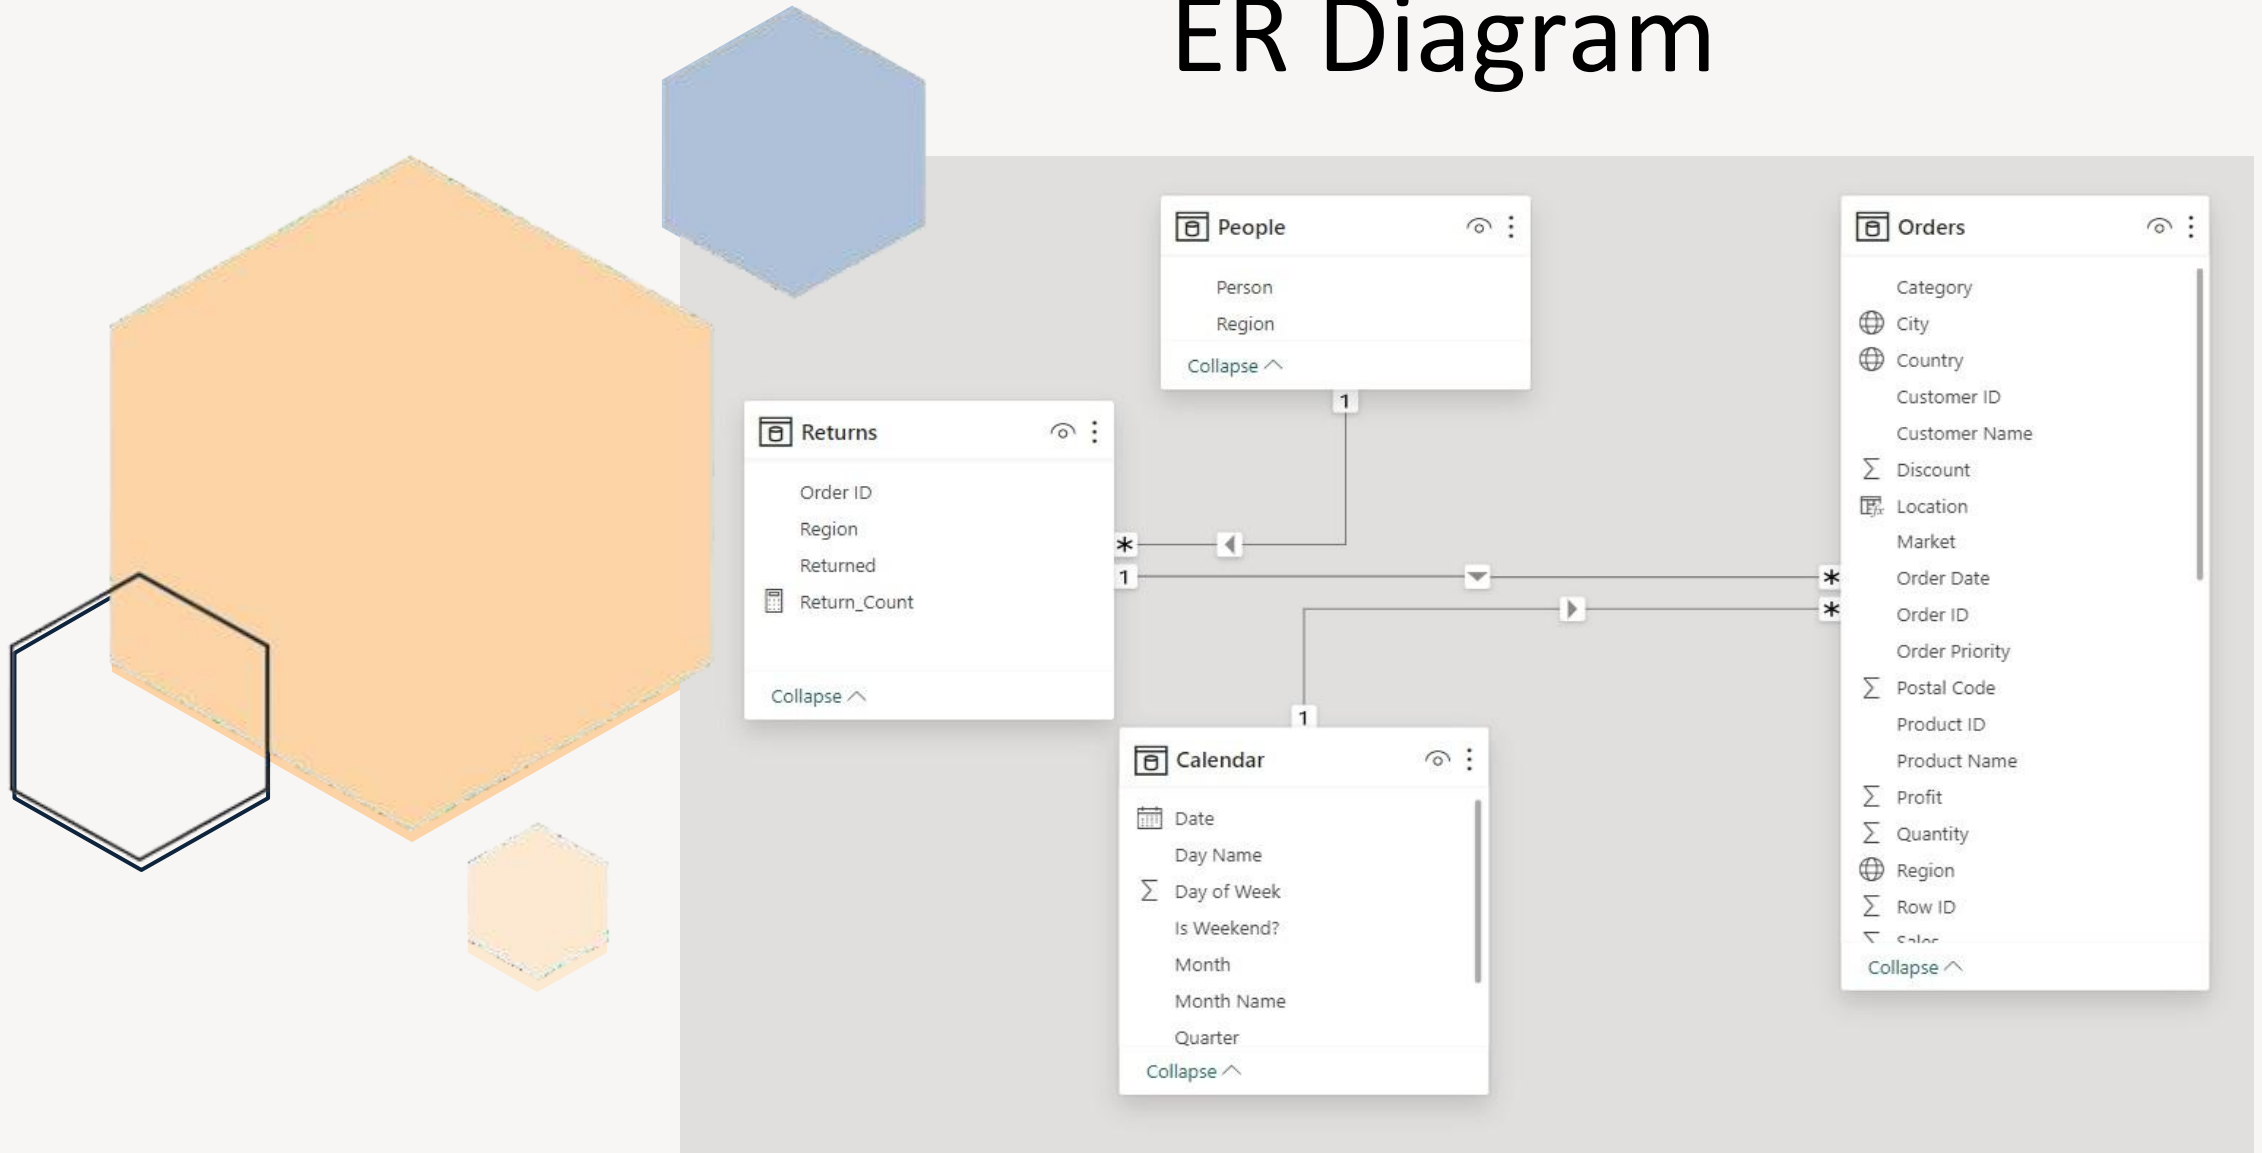 ER Diagram
People
Person
Region
Collapse
1
Returns
Order ID
Region
Returned
Return_Count
Collapse
*
1
*
*
1
Calendar
Date
Day Name
Day of Week
Is Weekend?
Month
Month Name
Quarter
Collapse
Orders
Category
City
Country
Customer ID
Customer Name
Discount
Location
Market
Order Date
Order ID
Order Priority
Postal Code
Product ID
Product Name
Profit
Quantity
Region
Row ID
Sales
Collapse